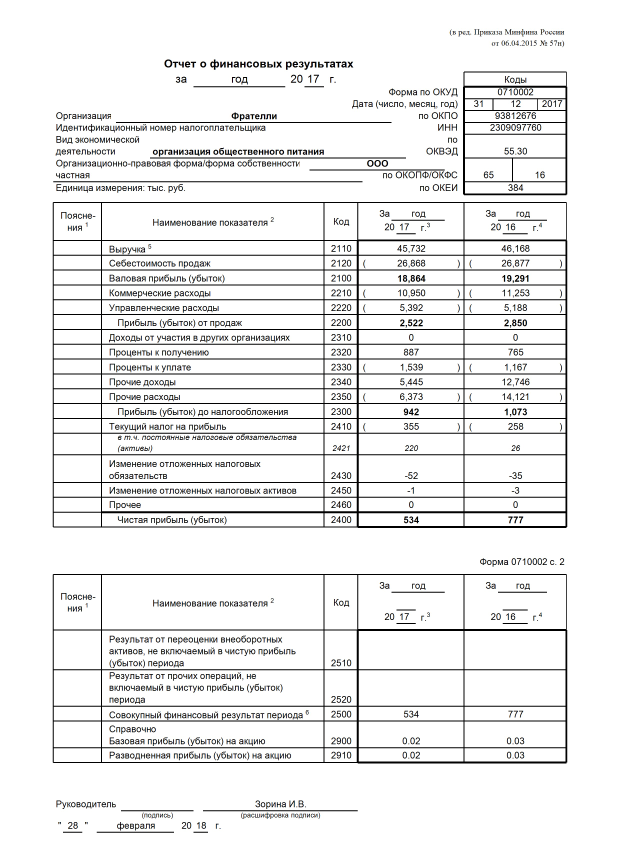 (в ред. Приказа Минфина России
от 06.04.2015 № 57н)
Отчет о финансовых результатах
за год 20 17 г.
Коды
Форма по ОКУД 0710002
Дата (число, месяц, год) 31 12 2017
Организация Фрателли по ОКПО 93812676
Идентификационный номер налогоплательщика ИНН 2309097760
Вид экономической по
деятельности организация общественного питания ОКВЭД 55.30
Организационно-правовая форма/форма собственности ООО
частная по ОКОПФ/ОКФС 65 16
Единица измерения: тыс. руб. по ОКЕИ 384
Поясне-
ния 1 Наименование показателя 2 Код За год 20 17 г.3 За год 20 16 г.4
Выручка 5 2110 45,732 46,168
Себестоимость продаж 2120 ( 26,868 ) ( 26,877 )
Валовая прибыль (убыток) 2100 18,864 19,291
Коммерческие расходы 2210 ( 10,950 ) ( 11,253 )
Управленческие расходы 2220 ( 5,392 ) ( 5,188 )
Прибыль (убыток) от продаж 2200 2,522 2,850
Доходы от участия в других организациях 2310 0 0
Проценты к получению 2320 887 765
Проценты к уплате 2330 ( 1,539 ) ( 1,167 )
Прочие доходы 2340 5,445 12,746
Прочие расходы 2350 ( 6,373 ) ( 14,121 )
Прибыль (убыток) до налогообложения 2300 942 1,073
Текущий налог на прибыль 2410 ( 355 ) ( 258 )
в т.ч. постоянные налоговые обязательства
(активы) 2421 220 26
Изменение отложенных налоговых
обязательств 2430 -52 -35
Изменение отложенных налоговых активов 2450 -1 -3
Прочее 2460 0 0
Чистая прибыль (убыток) 2400 534 777
Форма 0710002 с. 2
Поясне-
ния 1 Наименование показателя 2 Код За год 20 17 г.3 За год 20 16 г.4
Результат от переоценки внеоборотных
активов, не включаемый в чистую прибыль
(убыток) периода 2510
Результат от прочих операций, не
включаемый в чистую прибыль (убыток)
периода 2520
Совокупный финансовый результат периода 6 2500 534 777
Справочно
Базовая прибыль (убыток) на акцию 2900 0.02 0.03
Разводненная прибыль (убыток) на акцию 2910 0.02 0.03
Руководитель Зорина И.В.
(подпись) (расшифровка подписи)
" 28 " февраля 20 18 г.